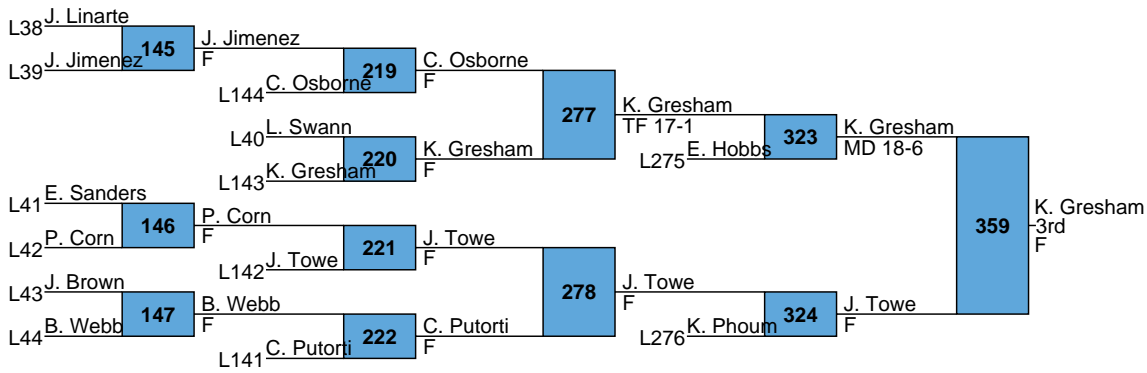 J. Linarte
L38
145
J. Jimenez
F
J. Jimenez
L39
219
C. Osborne
F
C. Osborne
L144
277
K. Gresham
TF 17-1
L. Swann
L40
220
K. Gresham
F
K. Gresham
L143
323
K. Gresham
MD 18-6
E. Hobbs
L275
E. Sanders
L41
146
P. Corn
F
P. Corn
L42
221
J. Towe
F
J. Towe
L142
359
K. Gresham
3rd
F
J. Brown
L43
147
B. Webb
F
B. Webb
L44
278
J. Towe
F
222
C. Putorti
F
C. Putorti
L141
324
J. Towe
F
K. Phoum
L276